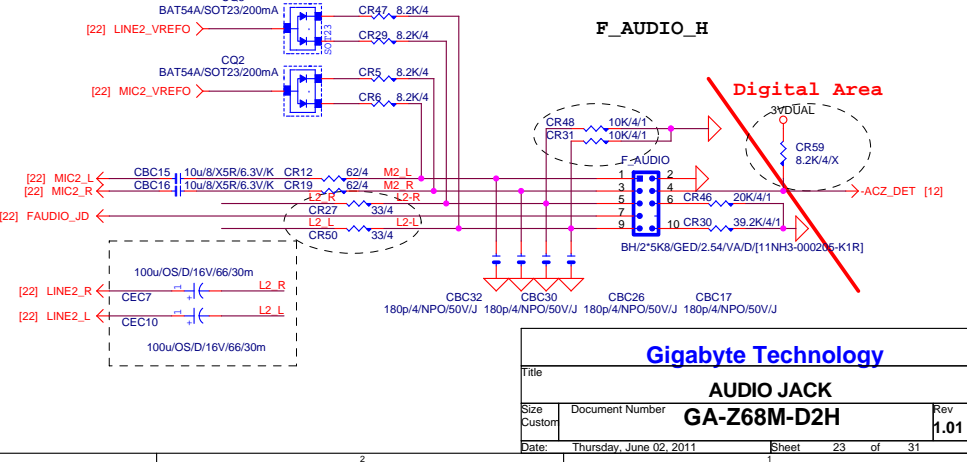 BAT54A/SOT23/200mA
CR47 8.2K/4
[22] LINE2_VREFO
SOT23
CR29 8.2K/4
F_AUDIO_H
CQ2
BAT54A/SOT23/200mA
CR5 8.2K/4
[22] MIC2_VREFO
CR6 8.2K/4
Digital Area
3VDUAL
CR48 10K/4/1
CR31 10K/4/1
CR59
8.2K/4/X
F_AUDIO
[22] MIC2_L CBC15 10u/8/X5R/6.3V/K CR12 62/4 M2_L 1 2
[22] MIC2_R CBC16 10u/8/X5R/6.3V/K CR19 62/4 M2_R 3 4 -ACZ_DET [12]
L2_R L2-R 5 6 CR46 20K/4/1
CR27 33/4
[22] FAUDIO_JD 7
L2_L L2-L 9 10 CR30 39.2K/4/1
CR50 33/4
BH/2*5K8/GED/2.54/VA/D/[11NH3-000205-K1R]
100u/OS/D/16V/66/30m
[22] LINE2_R 1 L2_R
CEC7 +
[22] LINE2_L 1 L2_L
CEC10 +
100u/OS/D/16V/66/30m
CBC32 CBC30 CBC26 CBC17
180p/4/NPO/50V/J 180p/4/NPO/50V/J 180p/4/NPO/50V/J 180p/4/NPO/50V/J
Gigabyte Technology
Title
AUDIO JACK
Size Document Number Rev
Custom GA-Z68M-D2H 1.01
Date: Thursday, June 02, 2011 Sheet 23 of 31
2 1